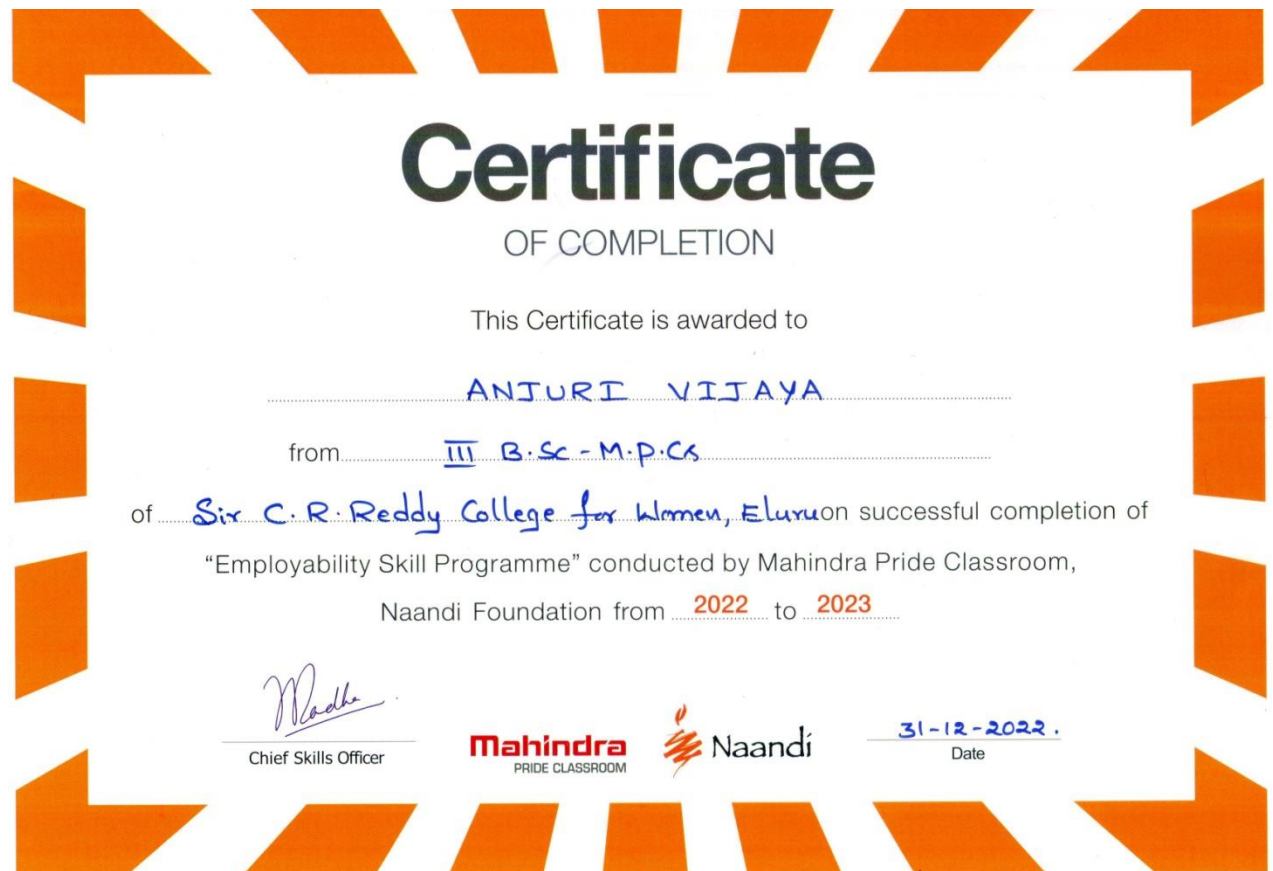 Certificate
OF COMPLETION
This Certificate is awarded to
ANJURI VIJAYA
from III B.Sc - M.P.Cs
of Sir C. R. Reddy College for Women, Eluru on successful completion of
“Employability Skill Programme” conducted by Mahindra Pride Classroom,
Naandi Foundation from 2022 to 2023
Madhu
Chief Skills Officer
Mahindra
PRIDE CLASSROOM
Naandi
31-12-2022.
Date